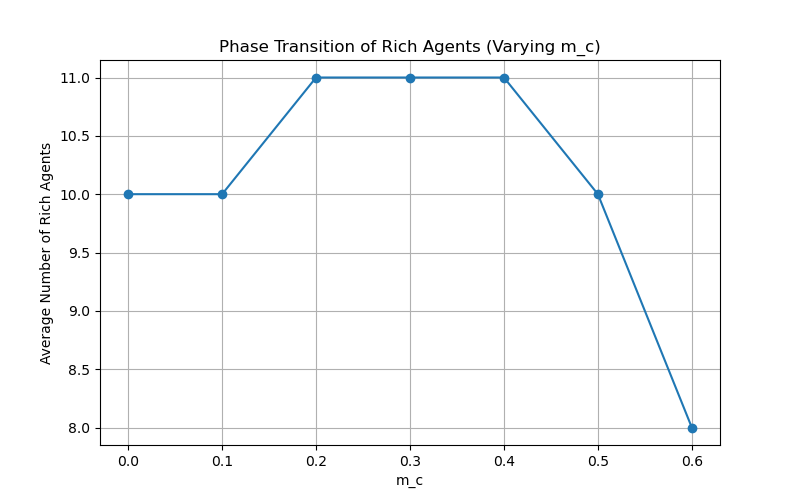 Phase Transition of Rich Agents (Varying m_c)
Average Number of Rich Agents
11.0
10.5
10.0
9.5
9.0
8.5
8.0
0.0 0.1 0.2 0.3 0.4 0.5 0.6
m_c